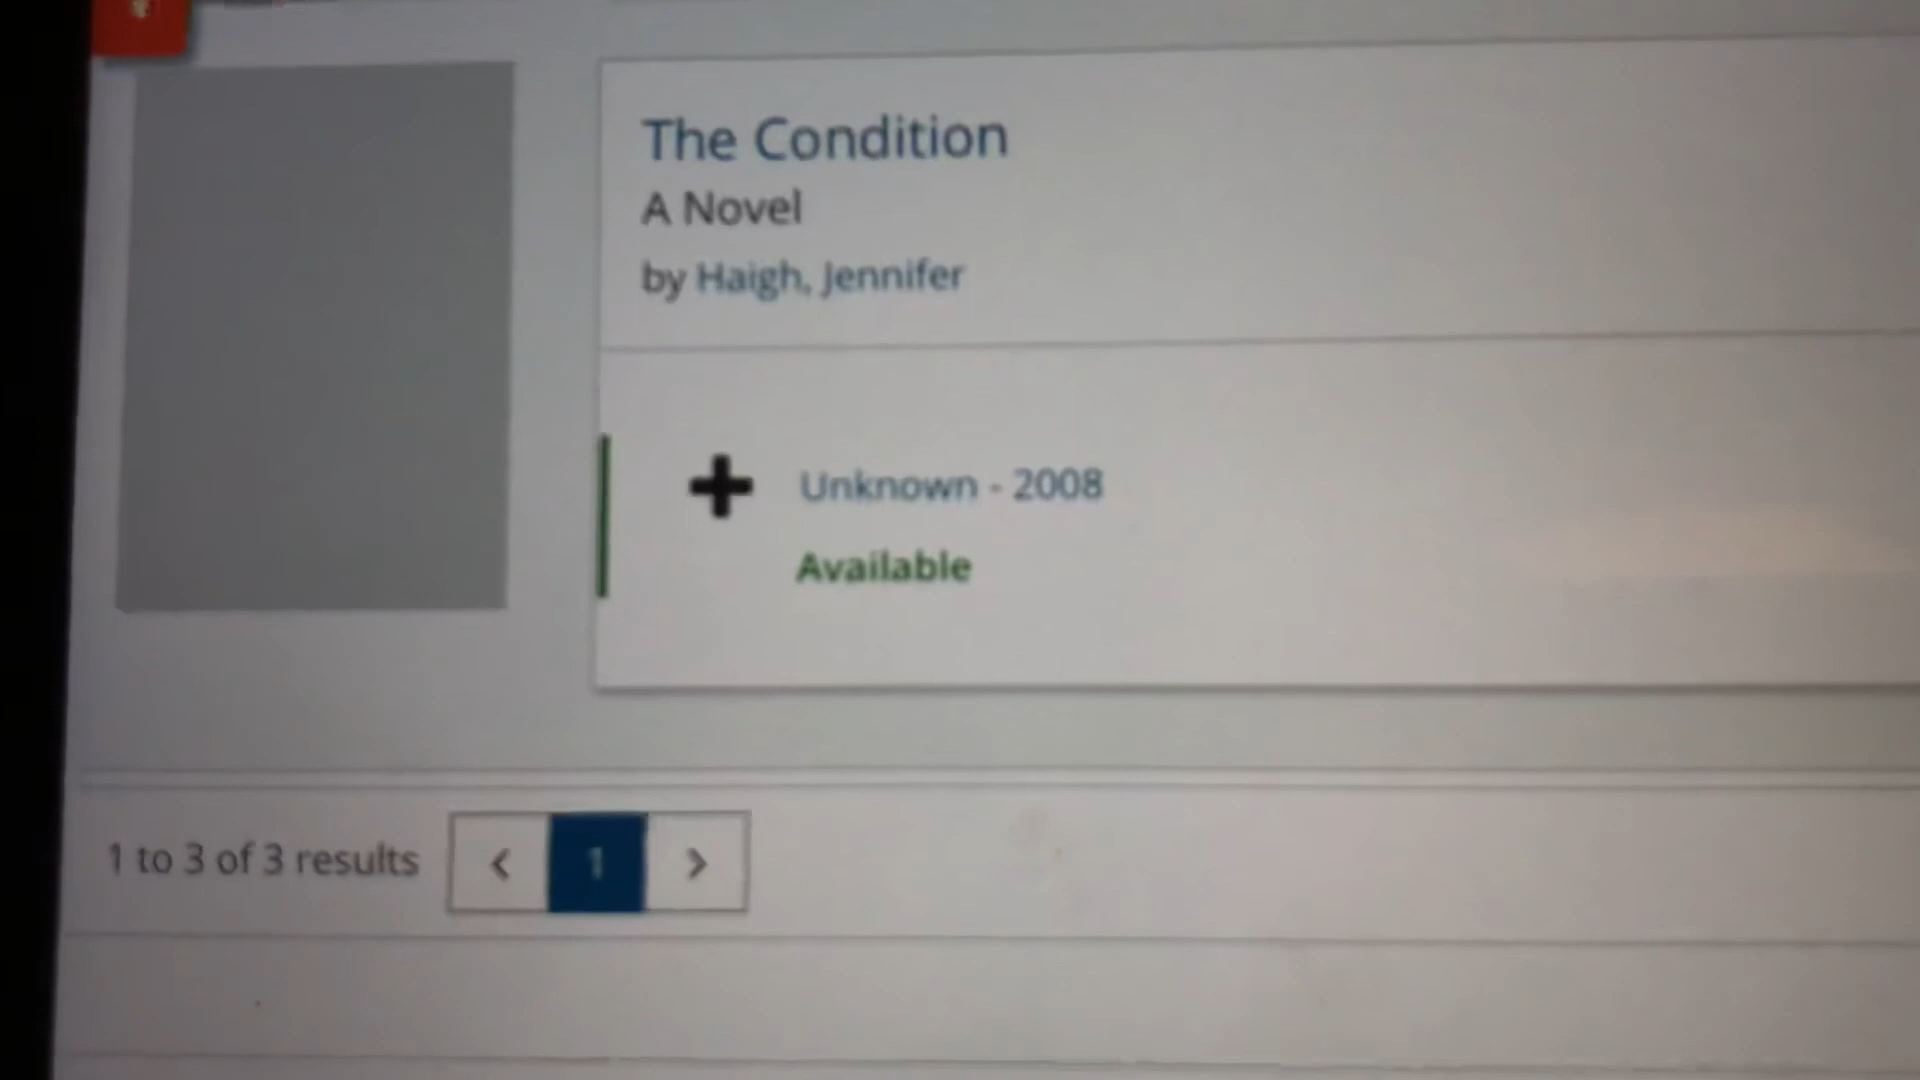 The Condition
A Novel
by Haigh, Jennifer
Unknown - 2008
Available
1 to 3 of 3 results
1